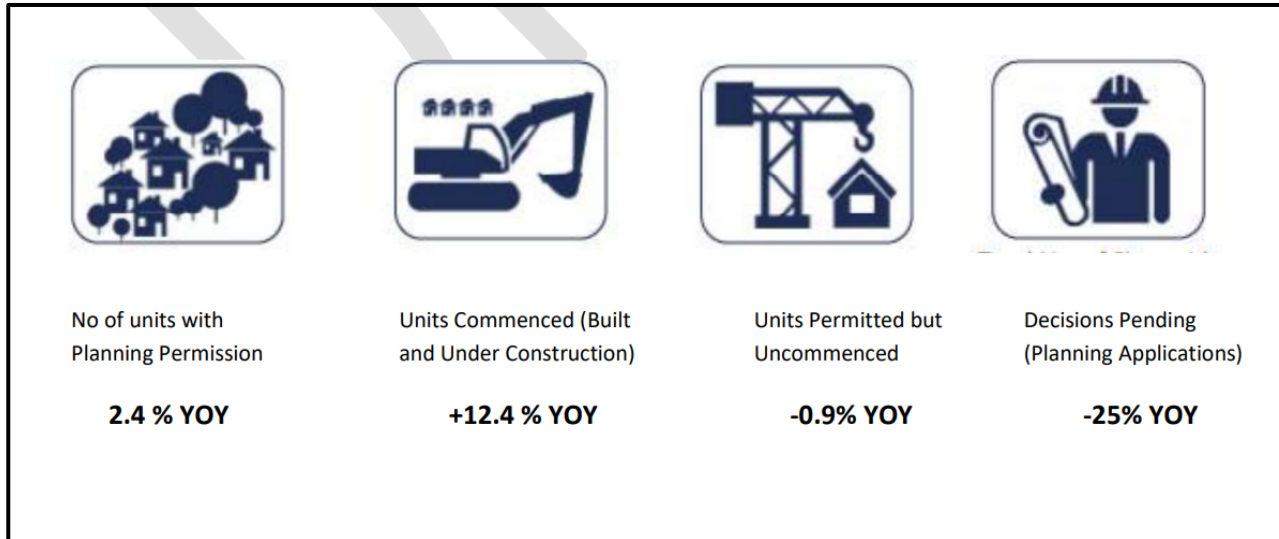 No of units with
Planning Permission
2.4 % YOY
Units Commenced (Built
and Under Construction)
+12.4 % YOY
Units Permitted but
Uncommenced
-0.9% YOY
Decisions Pending
(Planning Applications)
-25% YOY